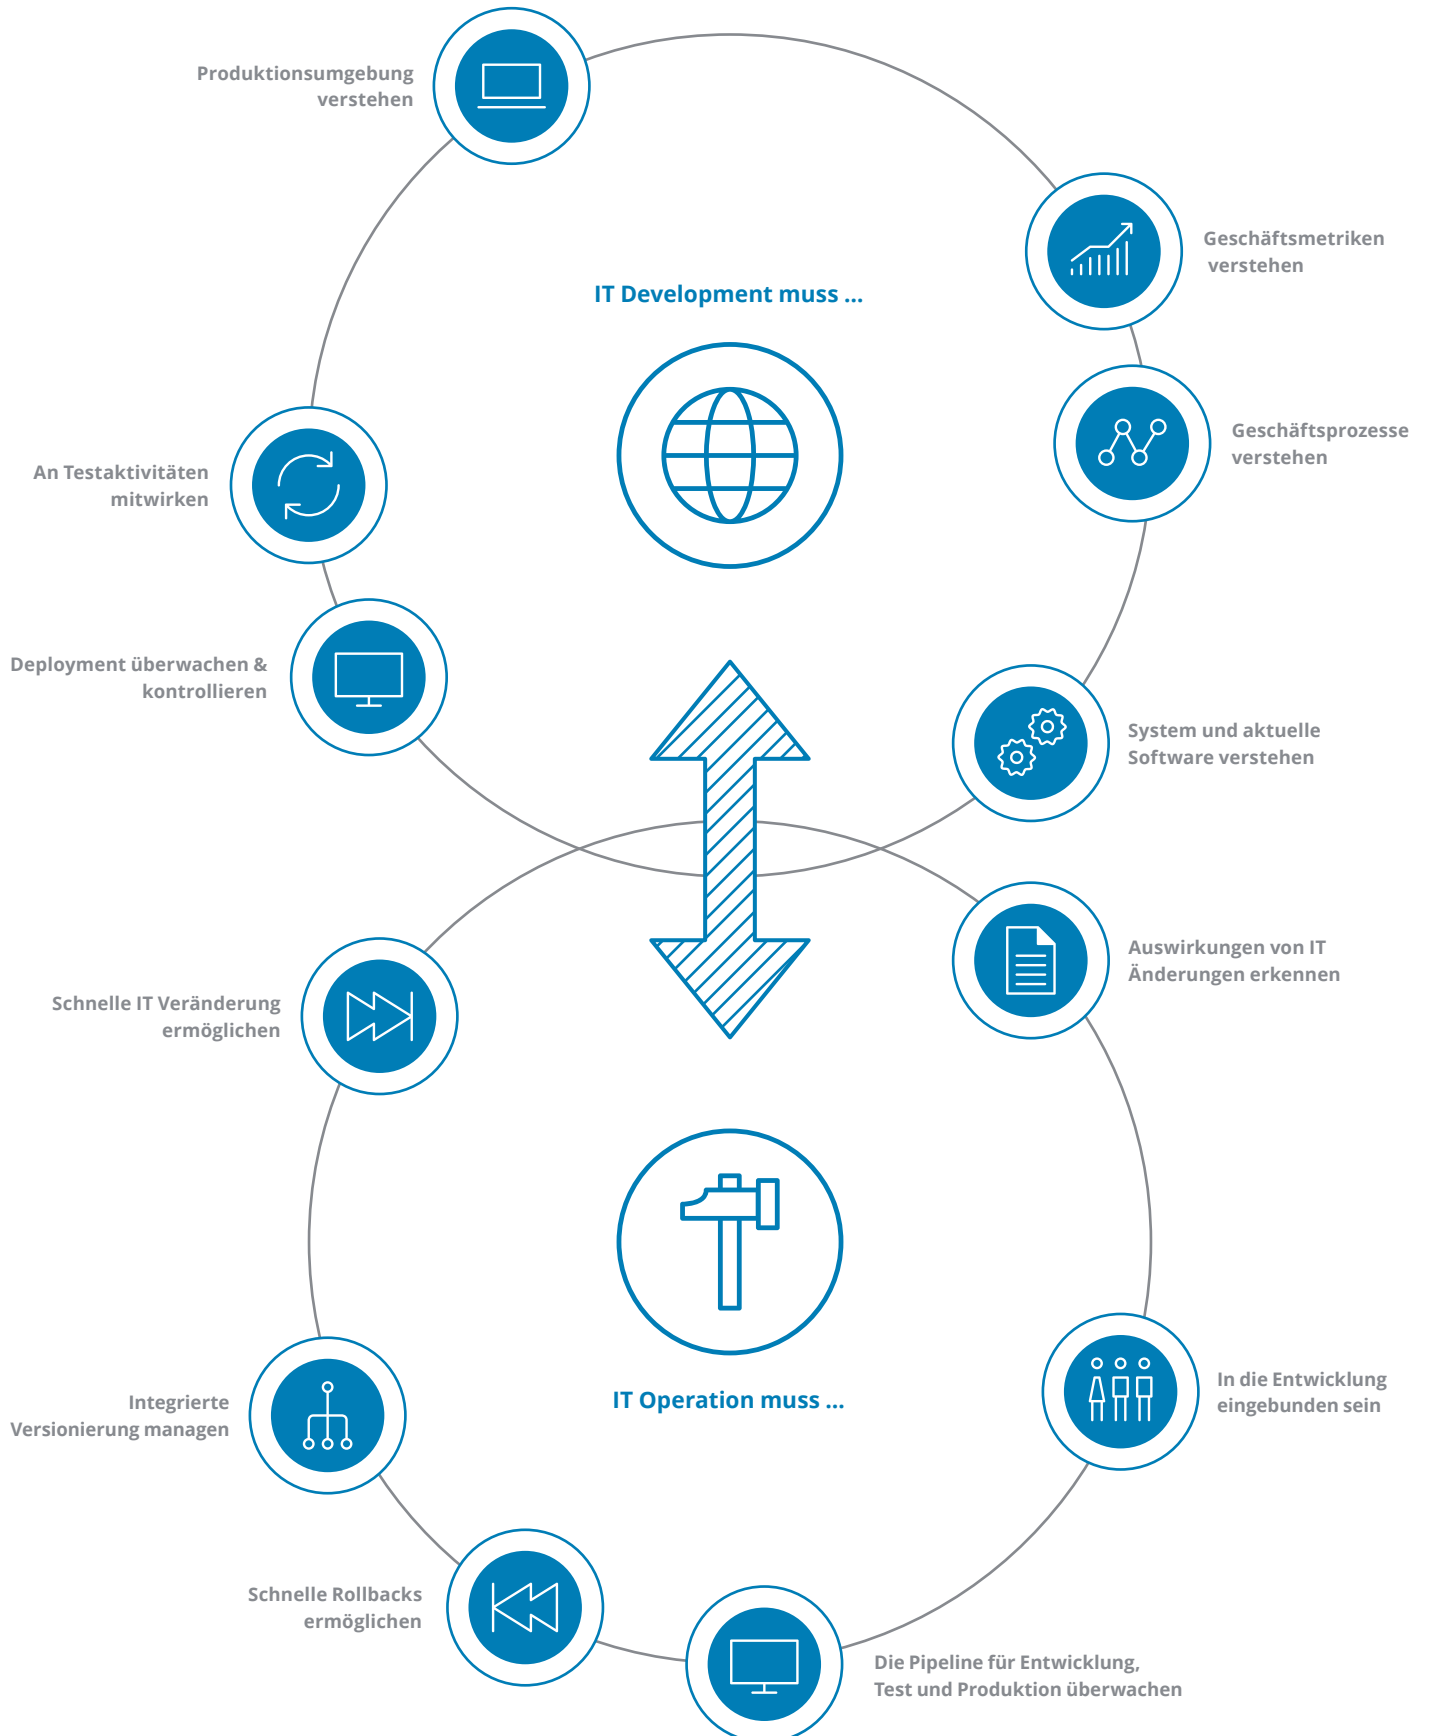 Produktionsumgebung
verstehen
Geschäftsmetriken
verstehen
IT Development muss ...
Geschäftsprozesse
verstehen
An Testaktivitäten
mitwirken
Deployment überwachen &
kontrollieren
System und aktuelle
Software verstehen
Auswirkungen von IT
Änderungen erkennen
Schnelle IT Veränderung
ermöglichen
In die Entwicklung
eingebunden sein
IT Operation muss ...
Integrierte
Versionierung managen
Schnelle Rollbacks
ermöglichen
Die Pipeline für Entwicklung,
Test und Produktion überwachen